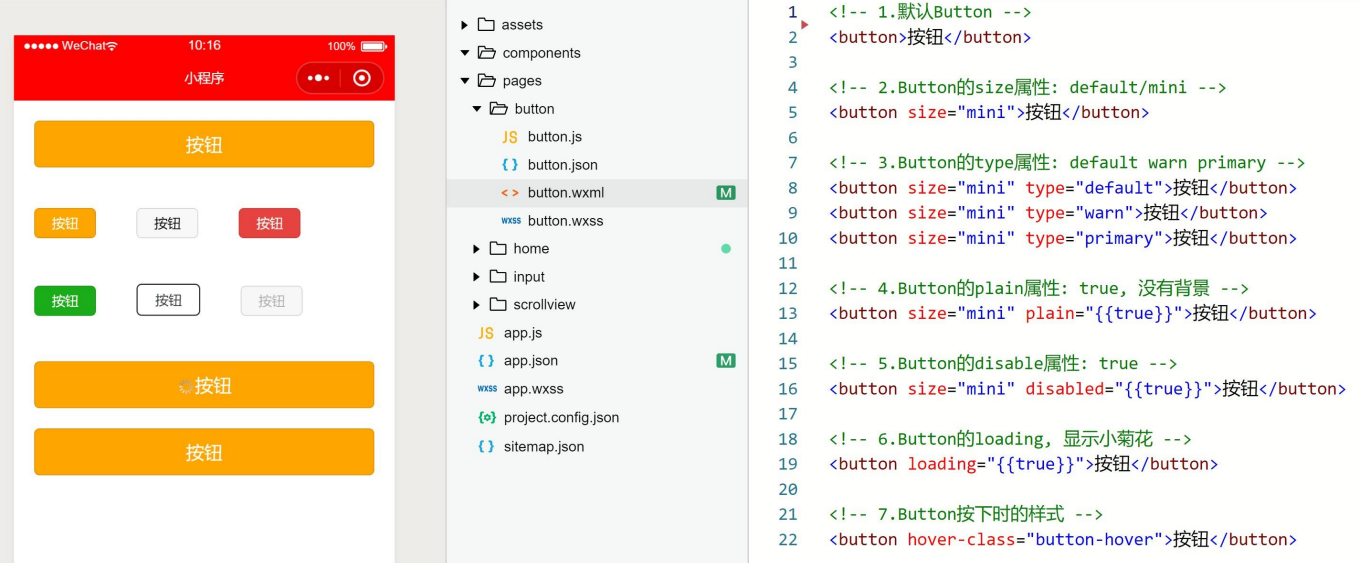 WeChat 10:16 100%
小程序
按钮
按钮 按钮 按钮
按钮 按钮 按钮
按钮
按钮
assets
components
pages
button
JS button.js
{ } button.json
< > button.wxml M
wxss button.wxss
home
input
scrollview
JS app.js
{ } app.json M
wxss app.wxss
{o} project.config.json
{ } sitemap.json
1 <!-- 1.默认Button -->
2 <button>按钮</button>
3
4 <!-- 2.Button的size属性: default/mini -->
5 <button size="mini">按钮</button>
6
7 <!-- 3.Button的type属性: default warn primary -->
8 <button size="mini" type="default">按钮</button>
9 <button size="mini" type="warn">按钮</button>
10 <button size="mini" type="primary">按钮</button>
11
12 <!-- 4.Button的plain属性: true, 没有背景 -->
13 <button size="mini" plain="{{true}}">按钮</button>
14
15 <!-- 5.Button的disable属性: true -->
16 <button size="mini" disabled="{{true}}">按钮</button>
17
18 <!-- 6.Button的loading, 显示小菊花 -->
19 <button loading="{{true}}">按钮</button>
20
21 <!-- 7.Button按下时的样式 -->
22 <button hover-class="button-hover">按钮</button>